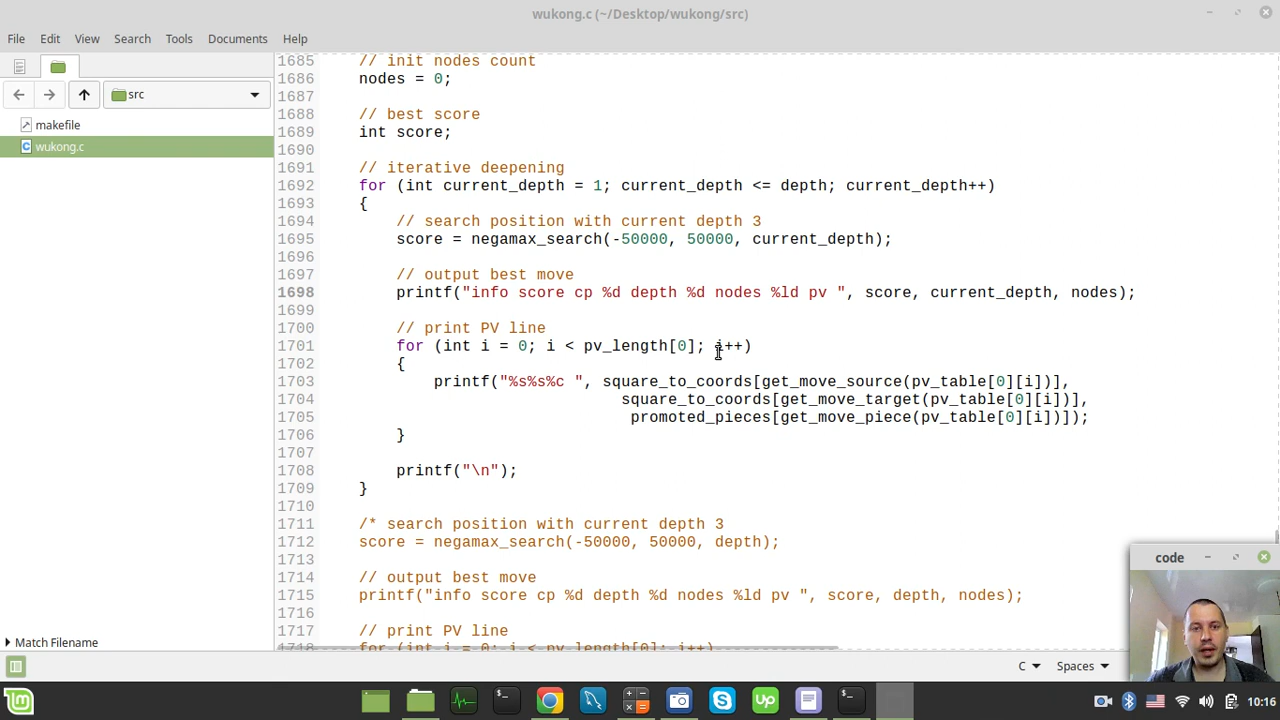 wukong.c (~/Desktop/wukong/src)
File Edit View Search Tools Documents Help
src
makefile
wukong.c
1685 // init nodes count
1686 nodes = 0;
1687
1688 // best score
1689 int score;
1690
1691 // iterative deepening
1692 for (int current_depth = 1; current_depth <= depth; current_depth++)
1693 {
1694 // search position with current depth 3
1695 score = negamax_search(-50000, 50000, current_depth);
1696
1697 // output best move
1698 printf("info score cp %d depth %d nodes %ld pv ", score, current_depth, nodes);
1699
1700 // print PV line
1701 for (int i = 0; i < pv_length[0]; i++)
1702 {
1703 printf("%s%s%c ", square_to_coords[get_move_source(pv_table[0][i])],
1704 square_to_coords[get_move_target(pv_table[0][i])],
1705 promoted_pieces[get_move_piece(pv_table[0][i])]);
1706 }
1707
1708 printf("\n");
1709 }
1710
1711 /* search position with current depth 3
1712 score = negamax_search(-50000, 50000, depth);
1713
1714 // output best move
1715 printf("info score cp %d depth %d nodes %ld pv ", score, depth, nodes);
1716
1717 // print PV line
1718 for (int i = 0; i < pv_length[0]; i++)
code
Match Filename
C Spaces
10:16